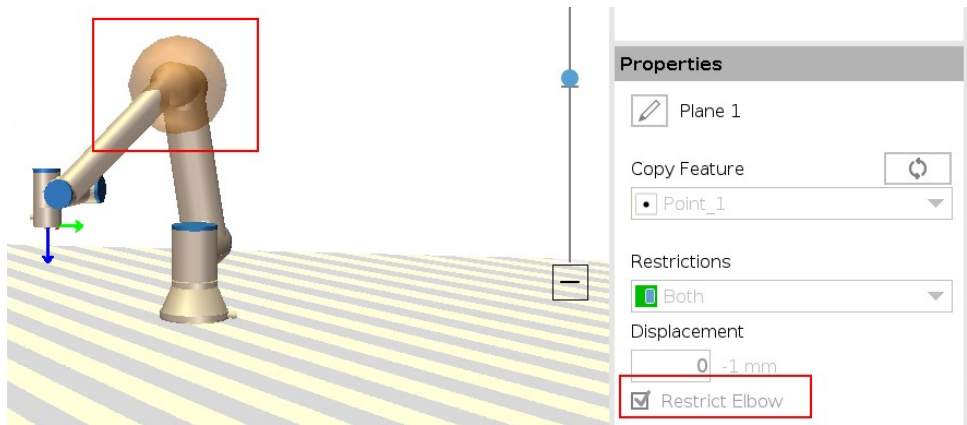 Properties
Plane 1
Copy Feature
Point_1
Restrictions
Both
Displacement
0 -1 mm
Restrict Elbow